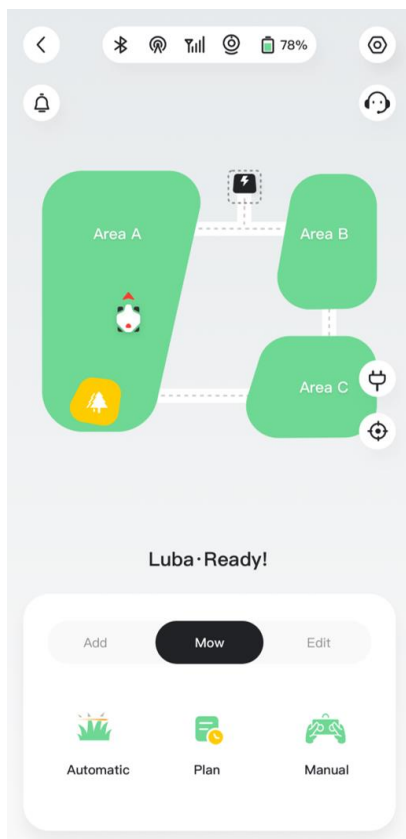 78%
Area A
Area B
Area C
Luba·Ready!
Add
Mow
Edit
Automatic
Plan
Manual